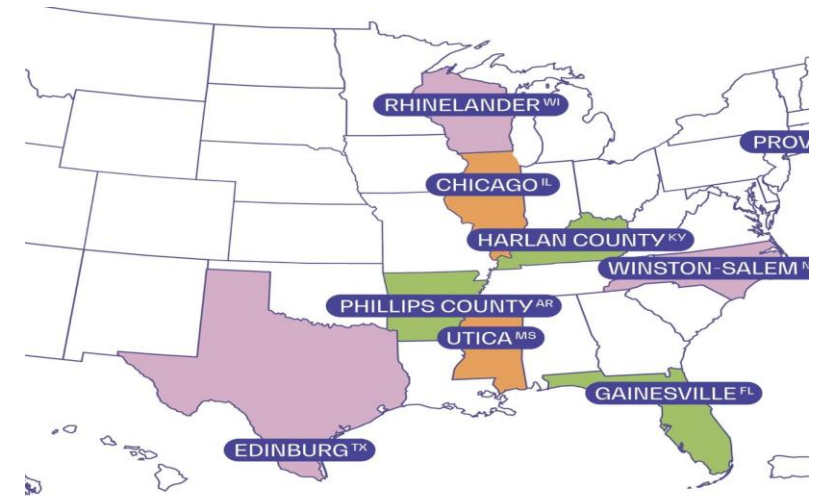 RHINELANDER WI
PROV
CHICAGO IL
HARLAN COUNTY KY
WINSTON-SALEM N
PHILLIPS COUNTY AR
UTICA MS
GAINESVILLE FL
EDINBURG TX